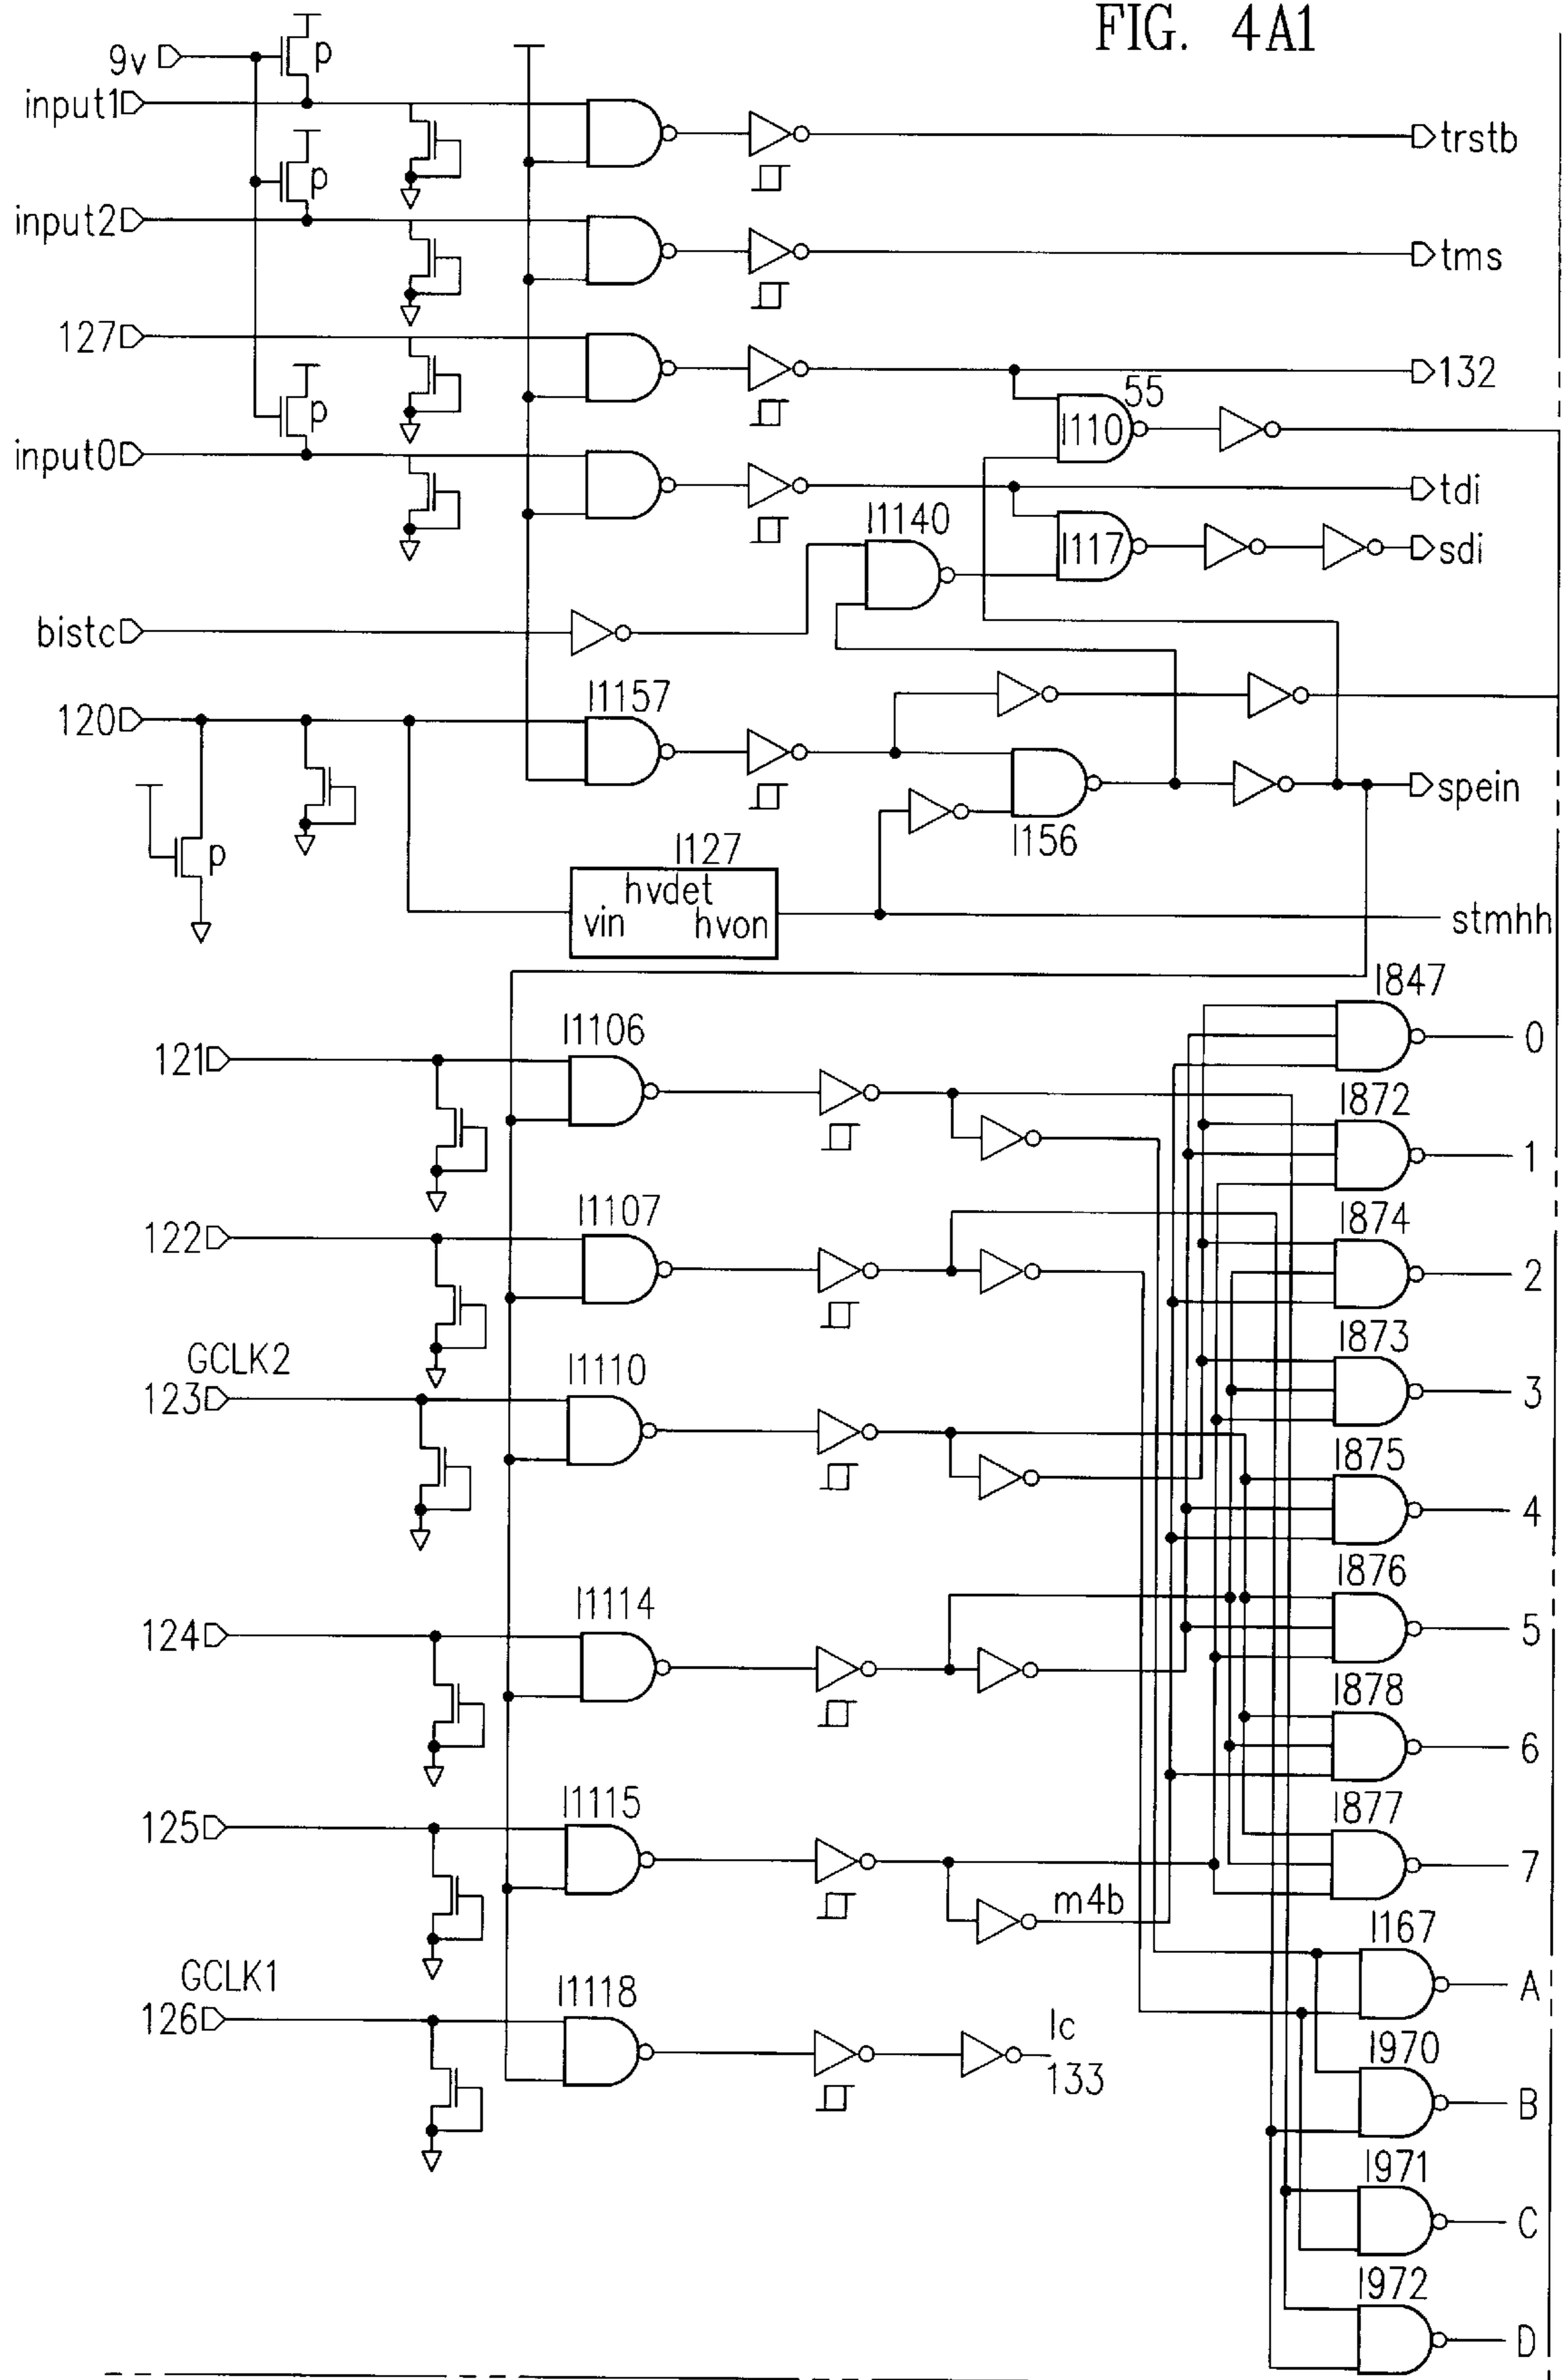 FIG. 4A1
9v
p
input1
trstb
p
input2
tms
127
132
55
p
I110
input0
tdi
I1140
I117
sdi
bistc
I1157
120
spein
p
I156
I127
hvdet
vin
hvon
stmhh
I847
I1106
0
121
I872
1
I1107
I874
122
2
GCLK2
I1110
I873
123
3
I875
4
I1114
I876
124
5
I878
6
I1115
I877
125
7
m4b
I167
GCLK1
I1118
A
126
lc
I970
133
B
I971
C
I972
D